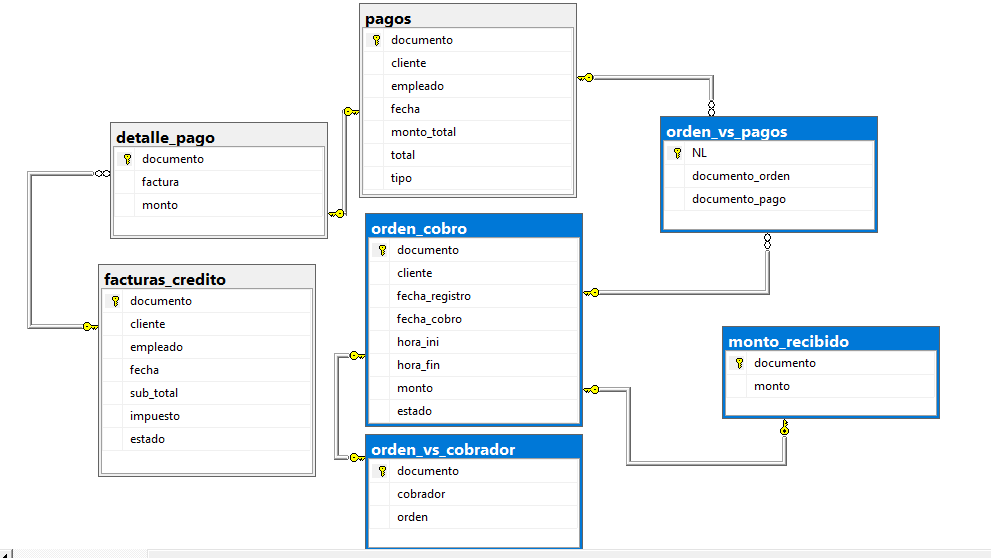 pagos
documento
cliente
empleado
fecha
monto_total
total
tipo
detalle_pago
documento
factura
monto
orden_vs_pagos
NL
documento_orden
documento_pago
orden_cobro
documento
cliente
fecha_registro
fecha_cobro
hora_ini
hora_fin
monto
estado
facturas_credito
documento
cliente
empleado
fecha
sub_total
impuesto
estado
monto_recibido
documento
monto
orden_vs_cobrador
documento
cobrador
orden